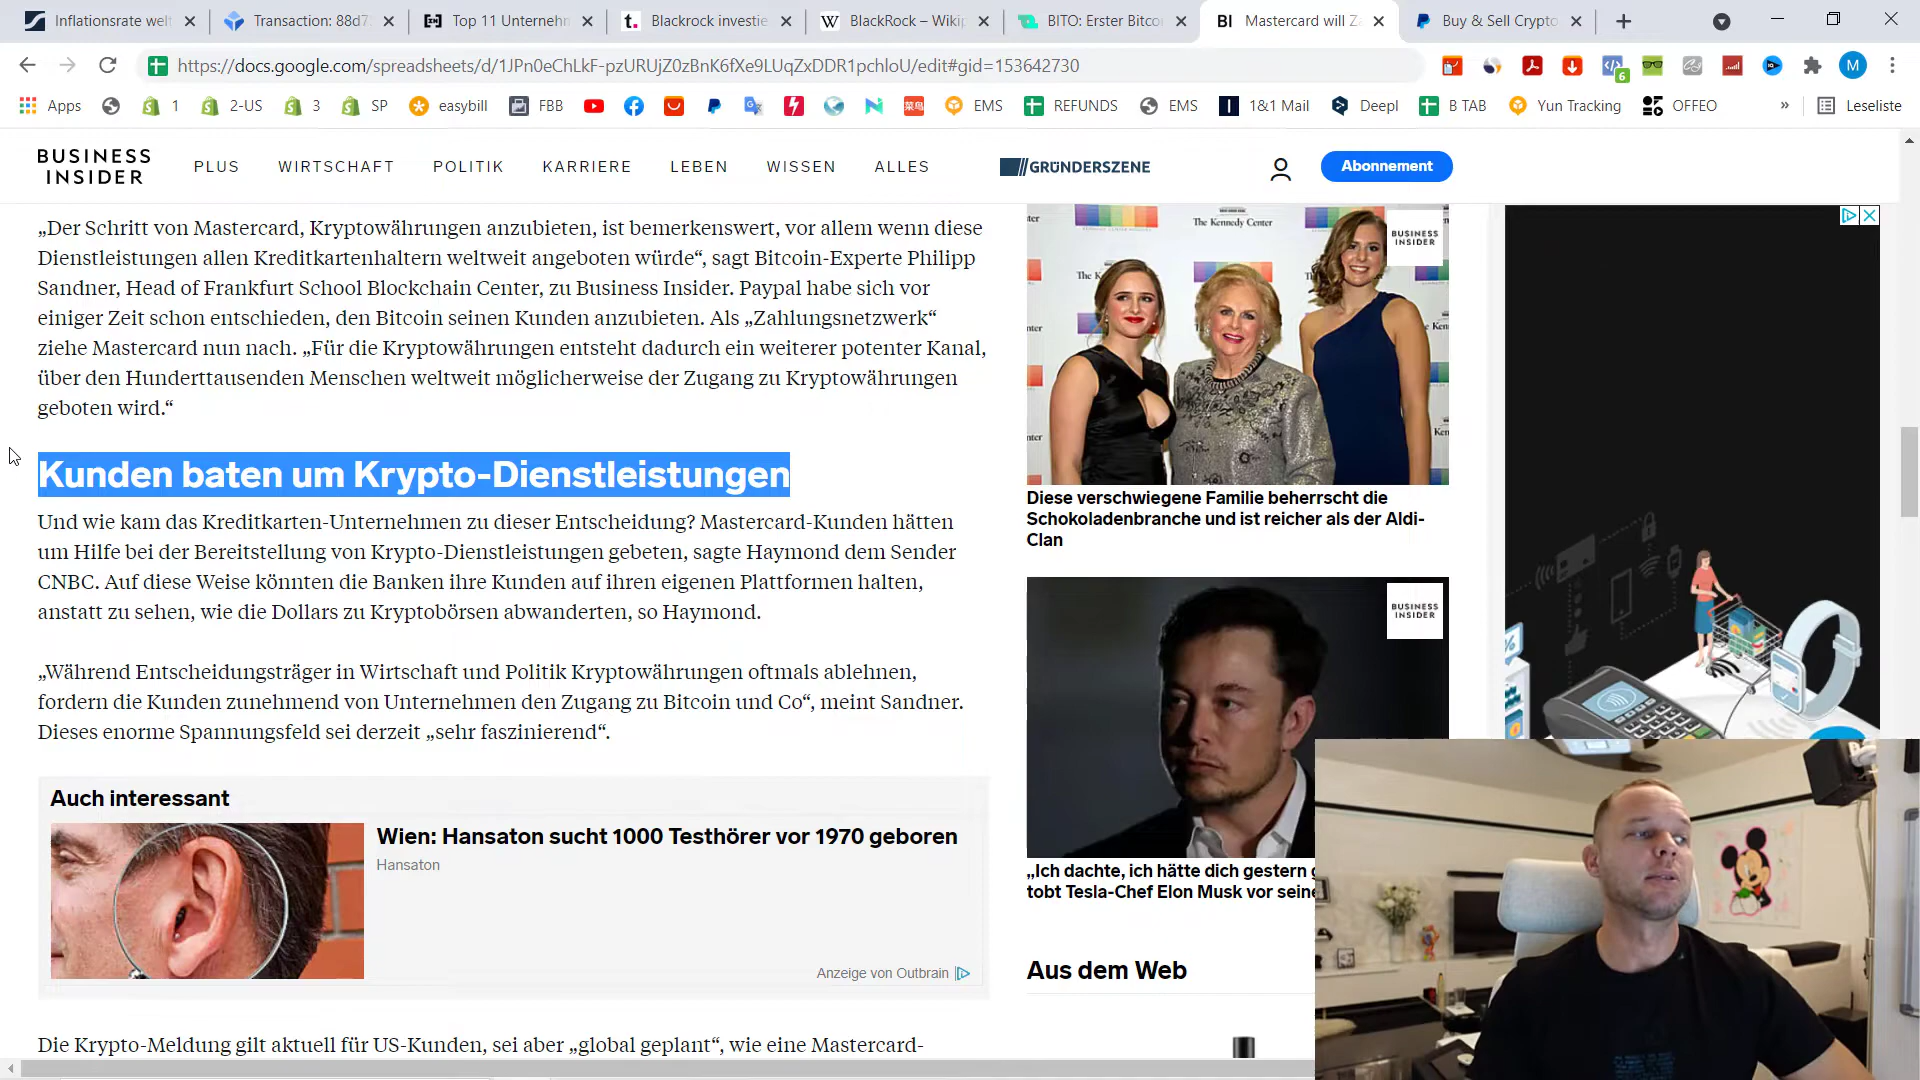 Inflationsrate welt
Transaction: 88d7
Top 11 Unternehm
Blackrock investie
BlackRock – Wikip
BITO: Erster Bitco
Mastercard will Z
Buy & Sell Crypto
https://docs.google.com/spreadsheets/d/1JPn0eChLkF-pzURUjZ0zBnK6fXe9LUqZxDDR1pchloU/edit#gid=153642730
Apps 1 2-US 3 SP easybill FBB EMS REFUNDS EMS 1&1 Mail Deepl B TAB Yun Tracking OFFEO » Leseliste
BUSINESS
INSIDER
PLUS WIRTSCHAFT POLITIK KARRIERE LEBEN WISSEN ALLES GRÜNDERSZENE Abonnement
„Der Schritt von Mastercard, Kryptowährungen anzubieten, ist bemerkenswert, vor allem wenn diese
Dienstleistungen allen Kreditkartenhaltern weltweit angeboten würde“, sagt Bitcoin-Experte Philipp
Sandner, Head of Frankfurt School Blockchain Center, zu Business Insider. Paypal habe sich vor
einiger Zeit schon entschieden, den Bitcoin seinen Kunden anzubieten. Als „Zahlungsnetzwerk“
ziehe Mastercard nun nach. „Für die Kryptowährungen entsteht dadurch ein weiterer potenter Kanal,
über den Hunderttausenden Menschen weltweit möglicherweise der Zugang zu Kryptowährungen
geboten wird.“
Kunden baten um Krypto-Dienstleistungen
Und wie kam das Kreditkarten-Unternehmen zu dieser Entscheidung? Mastercard-Kunden hätten
um Hilfe bei der Bereitstellung von Krypto-Dienstleistungen gebeten, sagte Haymond dem Sender
CNBC. Auf diese Weise könnten die Banken ihre Kunden auf ihren eigenen Plattformen halten,
anstatt zu sehen, wie die Dollars zu Kryptobörsen abwanderten, so Haymond.
„Während Entscheidungsträger in Wirtschaft und Politik Kryptowährungen oftmals ablehnen,
fordern die Kunden zunehmend von Unternehmen den Zugang zu Bitcoin und Co“, meint Sandner.
Dieses enorme Spannungsfeld sei derzeit „sehr faszinierend“.
Auch interessant
Wien: Hansaton sucht 1000 Testhörer vor 1970 geboren
Hansaton
Anzeige von Outbrain
Die Krypto-Meldung gilt aktuell für US-Kunden, sei aber „global geplant“, wie eine Mastercard-
The Kennedy Center
BUSINESS
INSIDER
Diese verschwiegene Familie beherrscht die
Schokoladenbranche und ist reicher als der Aldi-
Clan
BUSINESS
INSIDER
„Ich dachte, ich hätte dich gestern g
tobt Tesla-Chef Elon Musk vor seine
Aus dem Web